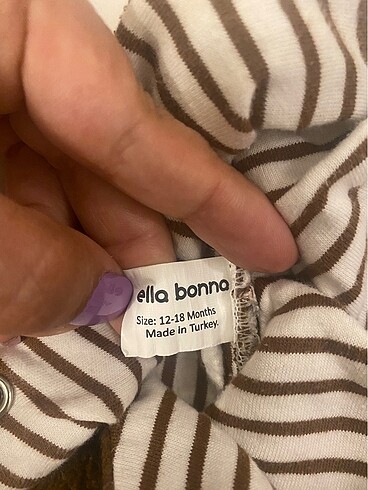 ella bonna
Size: 12-18 Months
Made in Turkey.